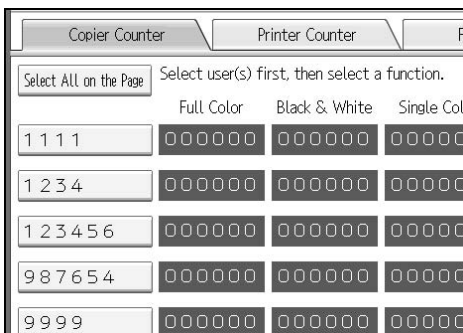 Copier Counter Printer Counter
Select All on the Page Select user(s) first, then select a function.
Full Color Black & White Single
1111 000000 000000
1234 000000 000000
123456 000000 000000
987654 000000 000000
9999 000000 000000